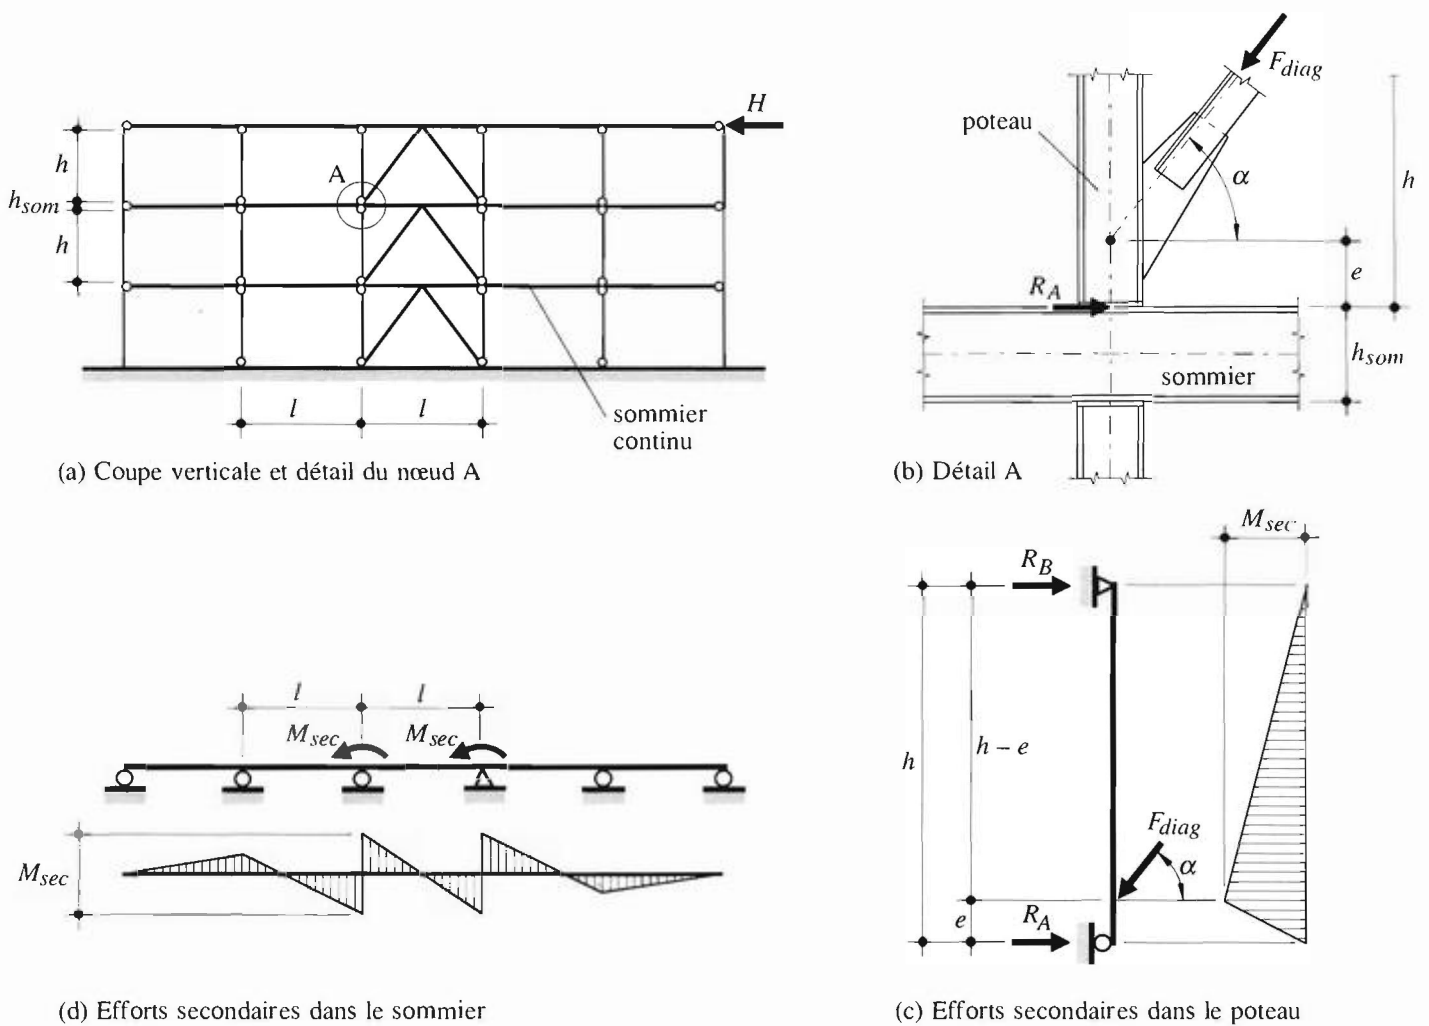 H
h
A
h_som
h
l
l
sommier
continu
(a) Coupe verticale et détail du nœud A
F_diag
poteau
α
h
e
R_A
h_som
sommier
(b) Détail A
l
l
M_sec
M_sec
M_sec
(d) Efforts secondaires dans le sommier
M_sec
R_B
h
h – e
F_diag
α
e
R_A
(c) Efforts secondaires dans le poteau